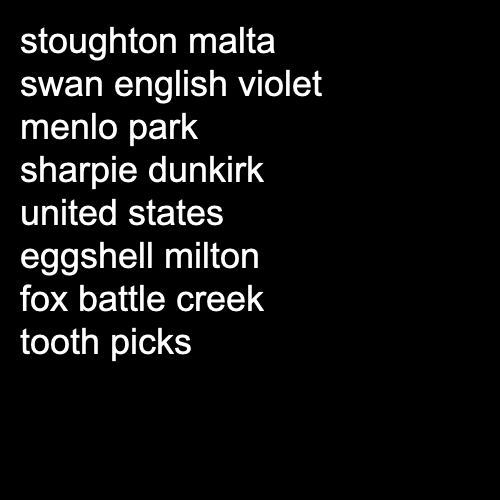 stoughton malta
swan english violet
menlo park
sharpie dunkirk
united states
eggshell milton
fox battle creek
tooth picks